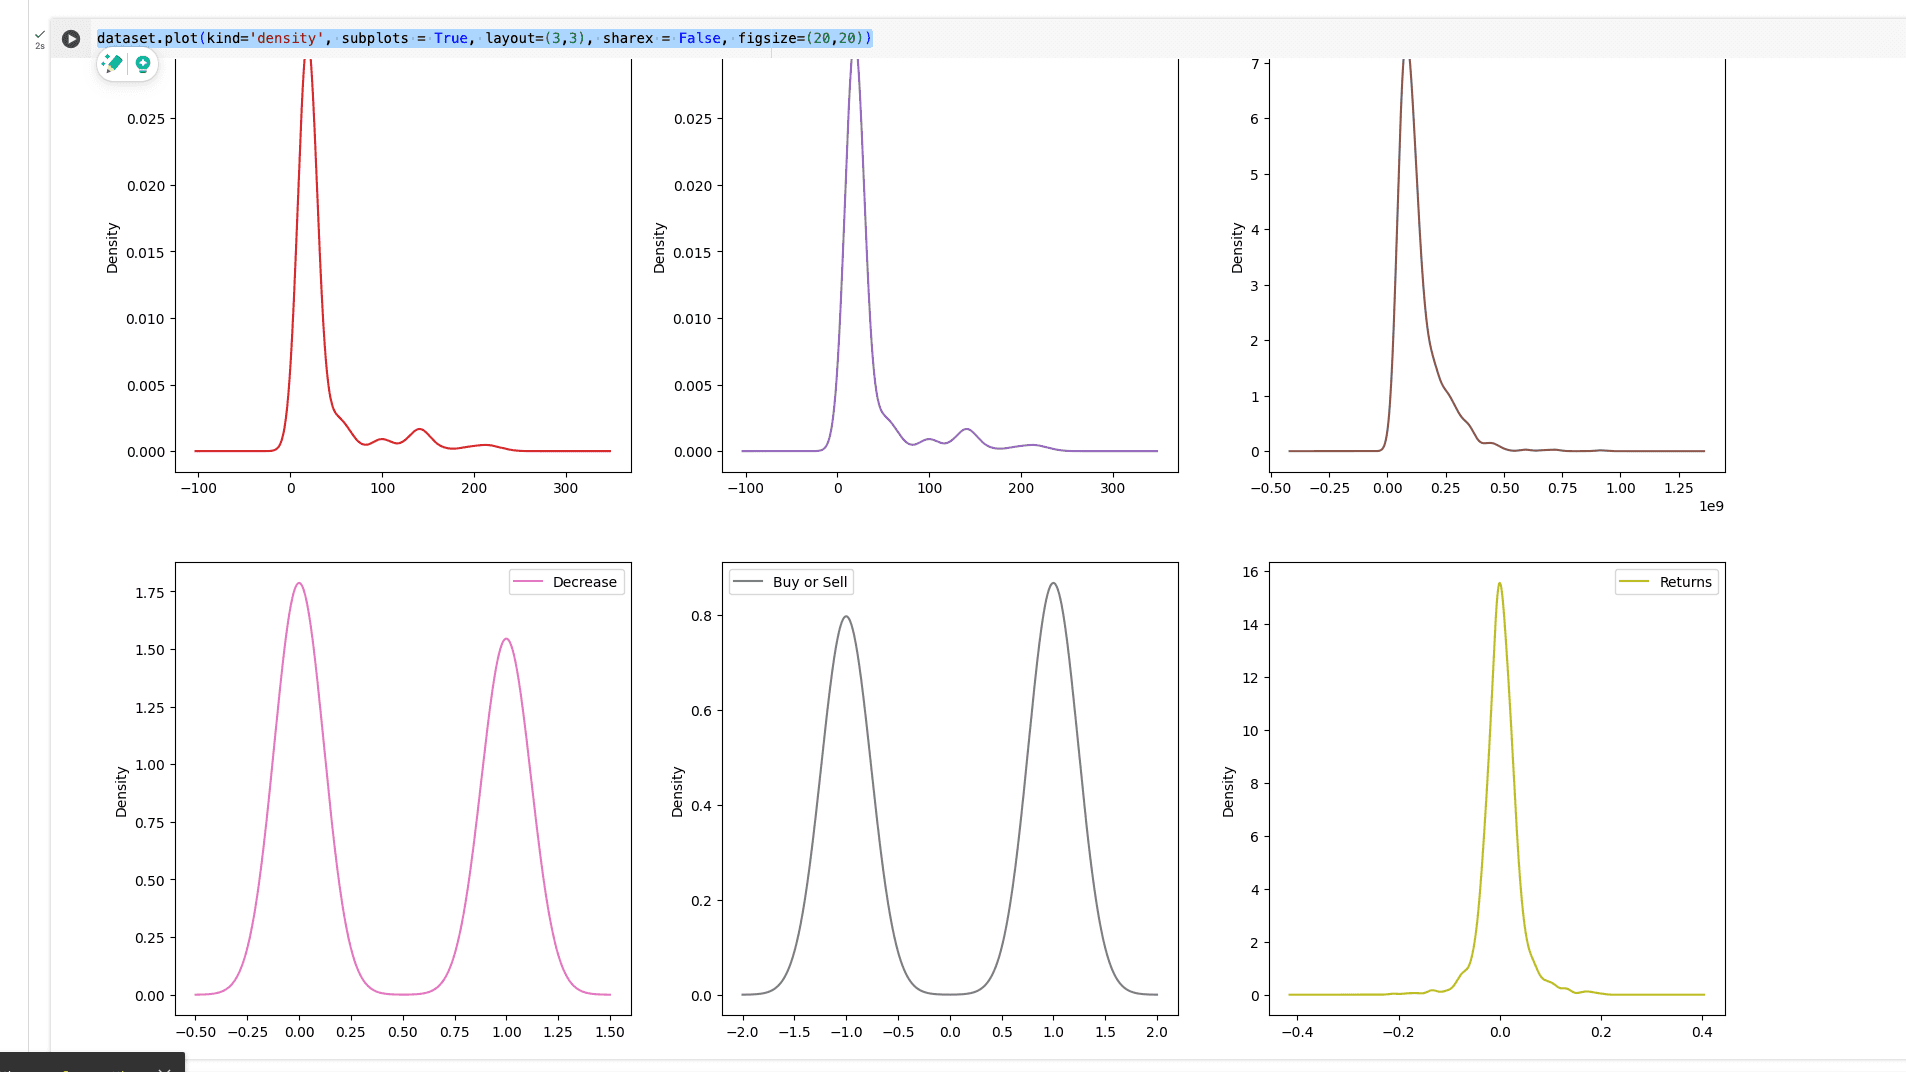 2s
dataset.plot(kind='density', subplots = True, layout=(3,3), sharex = False, figsize=(20,20))
Density
0.025
0.020
0.015
0.010
0.005
0.000
−100 0 100 200 300
Density
0.025
0.020
0.015
0.010
0.005
0.000
−100 0 100 200 300
Density
7
6
5
4
3
2
1
0
−0.50 −0.25 0.00 0.25 0.50 0.75 1.00 1.25
1e9
Decrease
Density
1.75
1.50
1.25
1.00
0.75
0.50
0.25
0.00
−0.50 −0.25 0.00 0.25 0.50 0.75 1.00 1.25 1.50
Buy or Sell
Density
0.8
0.6
0.4
0.2
0.0
−2.0 −1.5 −1.0 −0.5 0.0 0.5 1.0 1.5 2.0
Returns
Density
16
14
12
10
8
6
4
2
0
−0.4 −0.2 0.0 0.2 0.4